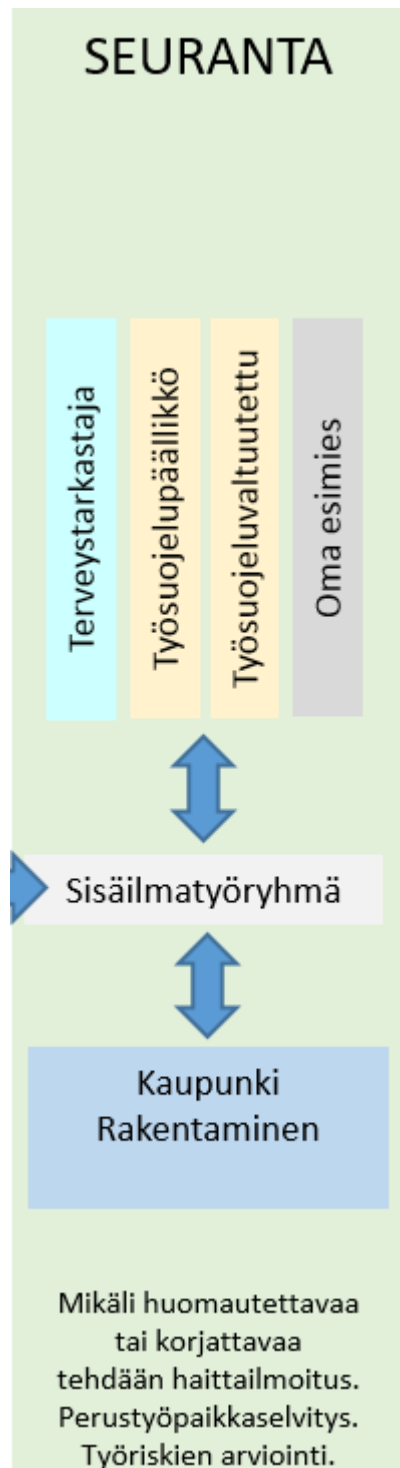 SEURANTA
Terveystarkastaja
Työsuojelupäällikkö
Työsuojeluvaltuutettu
Oma esimies
Sisäilmatyöryhmä
Kaupunki
Rakentaminen
Mikäli huomautettavaa
tai korjattavaa
tehdään haittailmoitus.
Perustyöpaikkaselvitys.
Työriskien arviointi.